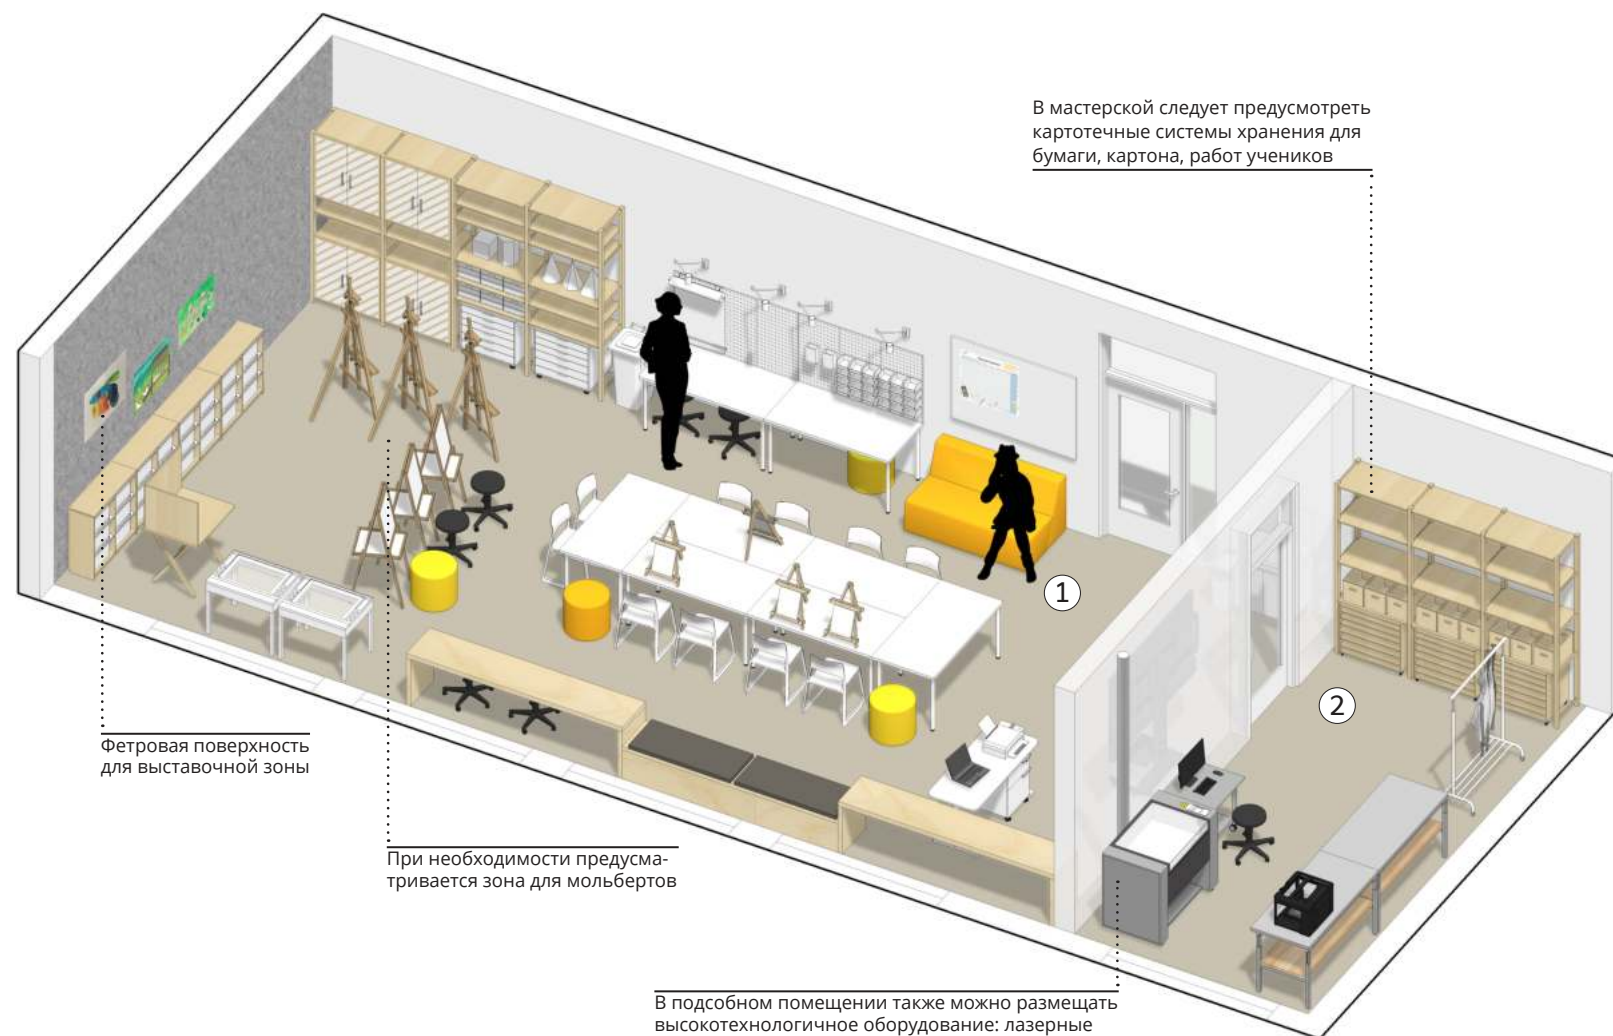 В мастерской следует предусмотреть
картотечные системы хранения для
бумаги, картона, работ учеников
1
2
Фетровая поверхность
для выставочной зоны
При необходимости предусма-
тривается зона для мольбертов
В подсобном помещении также можно размещать
высокотехнологичное оборудование: лазерные